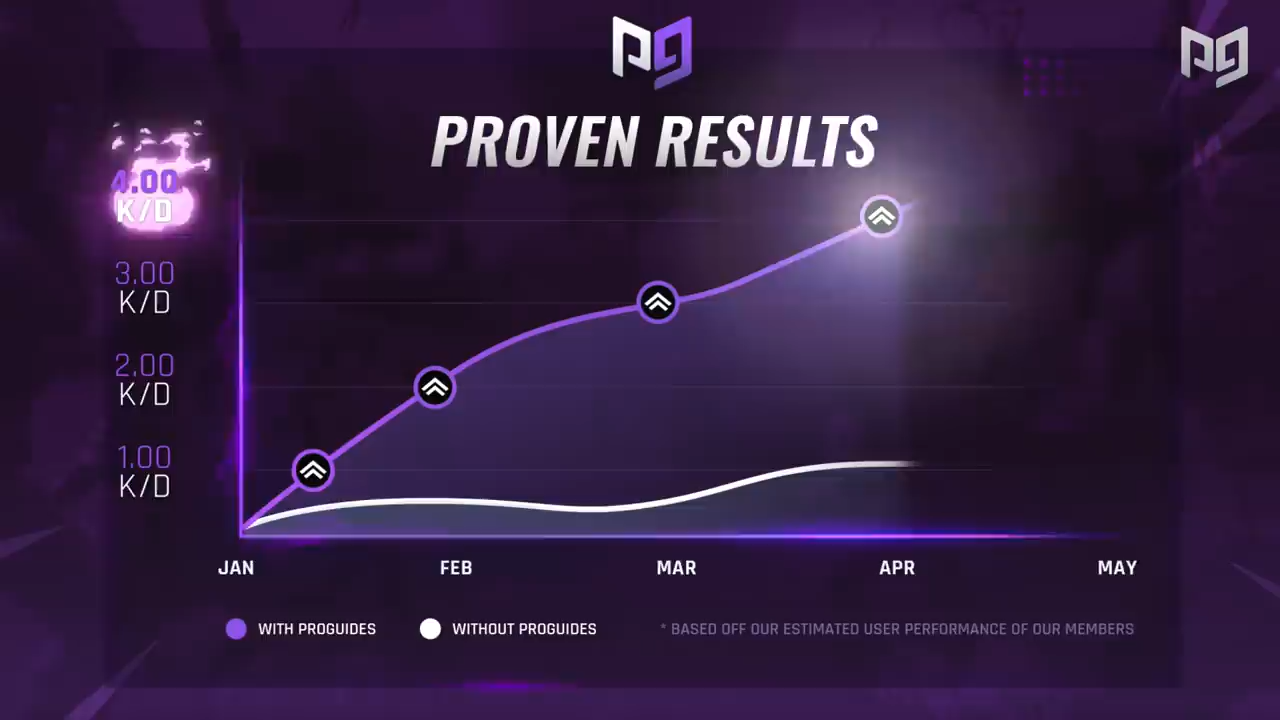 PG
PG
PROVEN RESULTS
4.00
K/D
3.00
K/D
2.00
K/D
1.00
K/D
JAN FEB MAR APR MAY
WITH PROGUIDES WITHOUT PROGUIDES * BASED OFF OUR ESTIMATED USER PERFORMANCE OF OUR MEMBERS